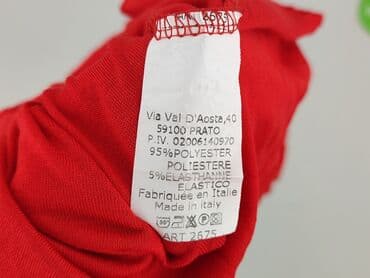 Via Val D'Aosta,40
59100 PRATO
P.IV. 02006140970
95%POLYESTER
POLIESTERE
5%ELASTHANNE
ELASTICO
Fabriquée en Italie
Made in italy
ART 2675